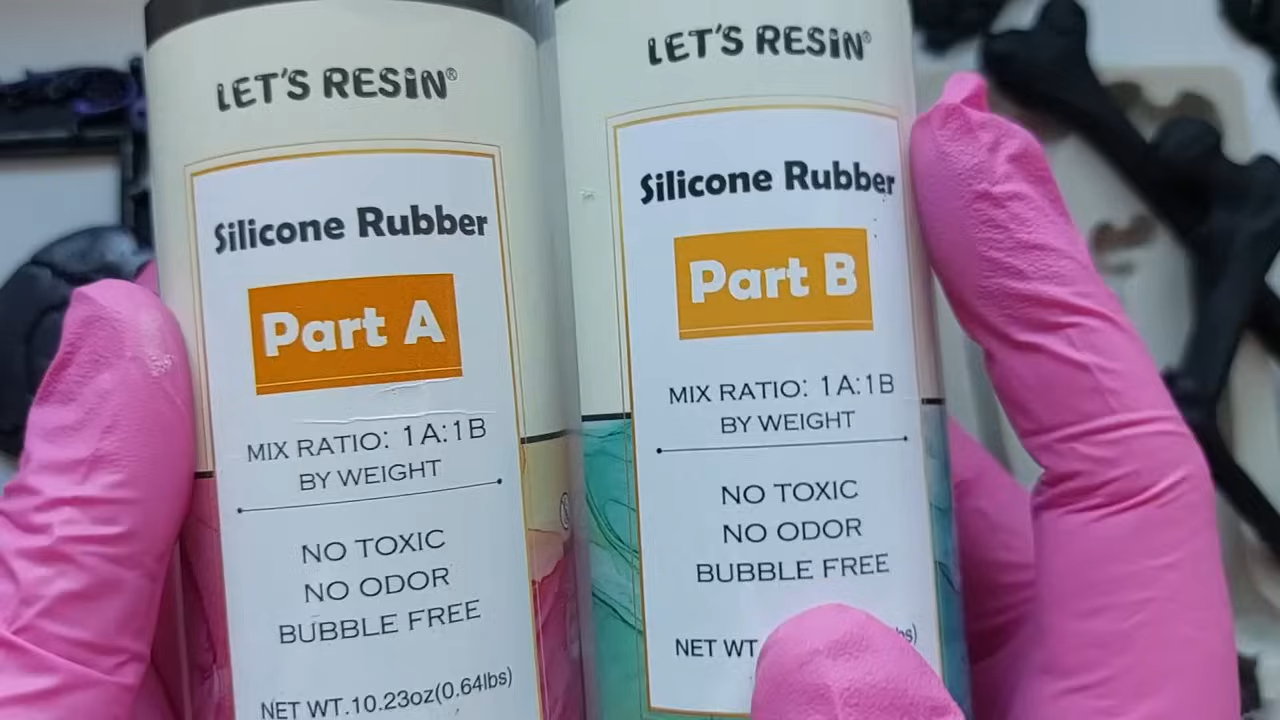 LET'S RESIN®
Silicone Rubber
Part A
MIX RATIO: 1A:1B
BY WEIGHT
NO TOXIC
NO ODOR
BUBBLE FREE
NET WT.10.23oz(0.64lbs)
LET'S RESIN®
Silicone Rubber
Part B
MIX RATIO: 1A:1B
BY WEIGHT
NO TOXIC
NO ODOR
BUBBLE FREE
NET WT